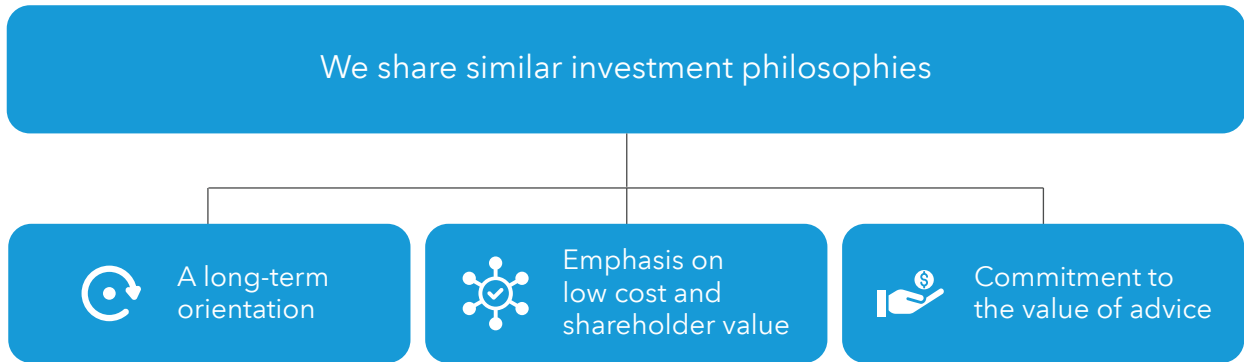 We share similar investment philosophies
A long-term
orientation
Emphasis on
low cost and
shareholder value
$
Commitment to
the value of advice